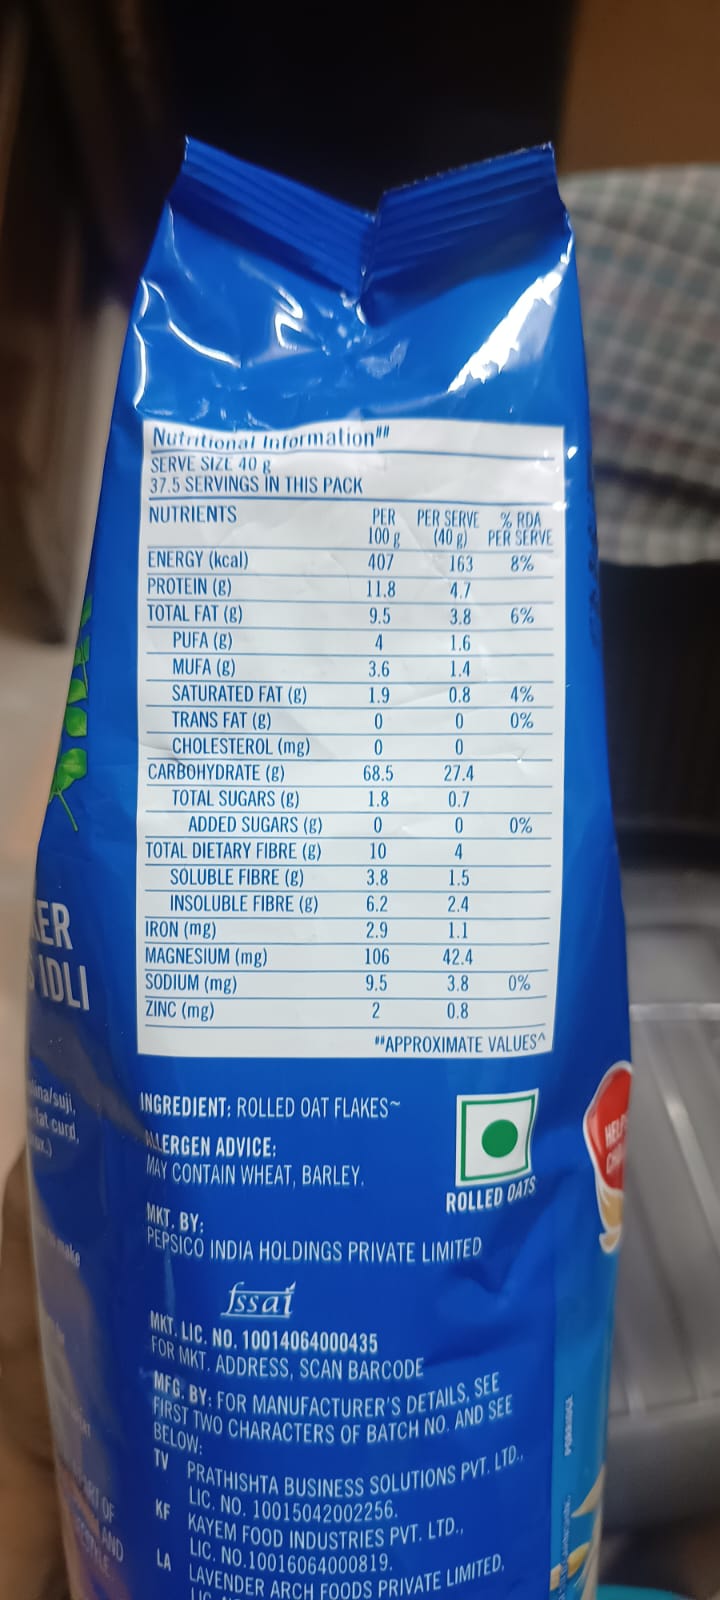 Nutritional Information##
SERVE SIZE 40 g
37.5 SERVINGS IN THIS PACK
NUTRIENTS PER 100 g PER SERVE (40 g) % RDA PER SERVE
ENERGY (kcal) 407 163 8%
PROTEIN (g) 11.8 4.7
TOTAL FAT (g) 9.5 3.8 6%
PUFA (g) 4 1.6
MUFA (g) 3.6 1.4
SATURATED FAT (g) 1.9 0.8 4%
TRANS FAT (g) 0 0 0%
CHOLESTEROL (mg) 0 0
CARBOHYDRATE (g) 68.5 27.4
TOTAL SUGARS (g) 1.8 0.7
ADDED SUGARS (g) 0 0 0%
TOTAL DIETARY FIBRE (g) 10 4
SOLUBLE FIBRE (g) 3.8 1.5
INSOLUBLE FIBRE (g) 6.2 2.4
IRON (mg) 2.9 1.1
MAGNESIUM (mg) 106 42.4
SODIUM (mg) 9.5 3.8 0%
ZINC (mg) 2 0.8
##APPROXIMATE VALUES^
INGREDIENT: ROLLED OAT FLAKES~
ALLERGEN ADVICE:
MAY CONTAIN WHEAT, BARLEY.
ROLLED OATS
MKT. BY:
PEPSICO INDIA HOLDINGS PRIVATE LIMITED
fssai
MKT. LIC. NO. 10014064000435
FOR MKT. ADDRESS, SCAN BARCODE
MFG. BY: FOR MANUFACTURER'S DETAILS, SEE
FIRST TWO CHARACTERS OF BATCH NO. AND SEE
BELOW:
TV PRATHISHTA BUSINESS SOLUTIONS PVT. LTD.,
LIC. NO. 10015042002256.
KF KAYEM FOOD INDUSTRIES PVT. LTD.,
LIC. NO.10016064000819.
LA LAVENDER ARCH FOODS PRIVATE LIMITED,
IDLI
curd,
make
AND
PORRIDGE